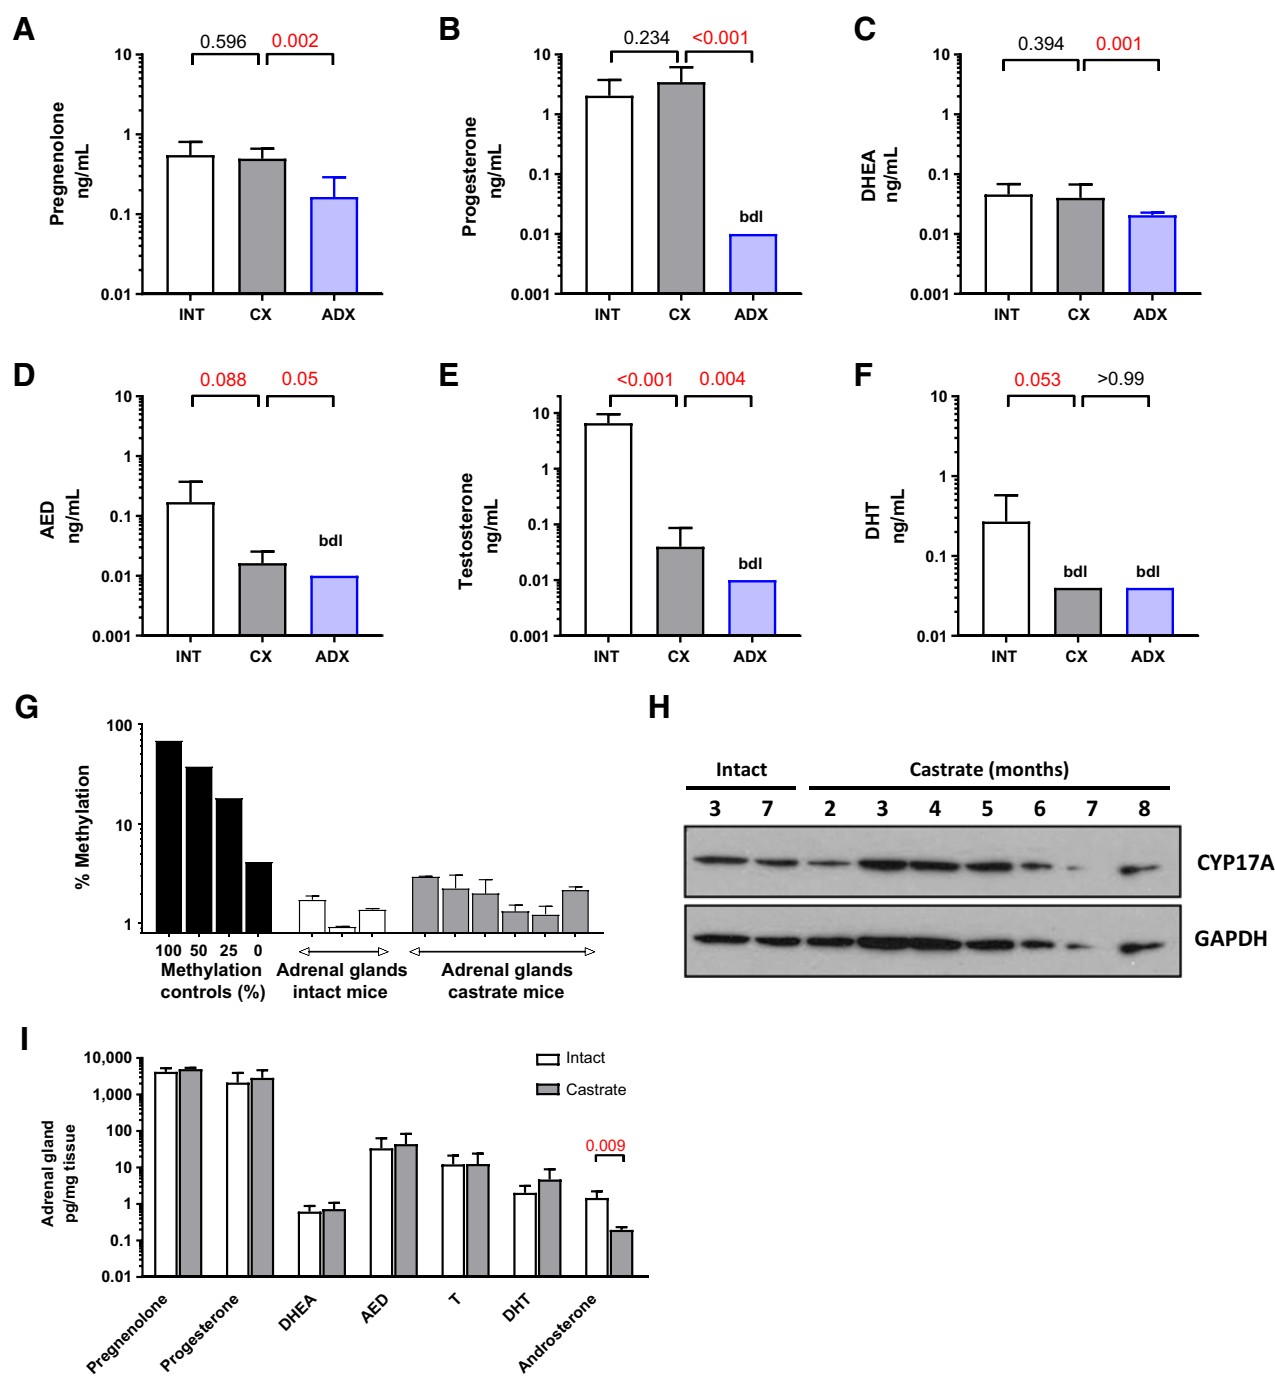 A
0.596 0.002
Pregnenolone
ng/mL
10
1
0.1
0.01
INT CX ADX
B
0.234 <0.001
Progesterone
ng/mL
10
1
0.1
0.01
0.001
bdl
INT CX ADX
C
0.394 0.001
DHEA
ng/mL
10
1
0.1
0.01
0.001
INT CX ADX
D
0.088 0.05
AED
ng/mL
10
1
0.1
0.01
0.001
bdl
INT CX ADX
E
<0.001 0.004
Testosterone
ng/mL
10
1
0.1
0.01
0.001
bdl
INT CX ADX
F
0.053 >0.99
DHT
ng/mL
10
1
0.1
0.01
bdl bdl
INT CX ADX
G
% Methylation
100
10
1
100 50 25 0
Methylation
controls (%)
Adrenal glands
intact mice
Adrenal glands
castrate mice
H
Intact Castrate (months)
3 7 2 3 4 5 6 7 8
CYP17A
GAPDH
I
Adrenal gland
pg/mg tissue
10,000
1,000
100
10
1
0.1
0.01
Intact
Castrate
0.009
Pregnenolone
Progesterone
DHEA
AED
T
DHT
Androsterone